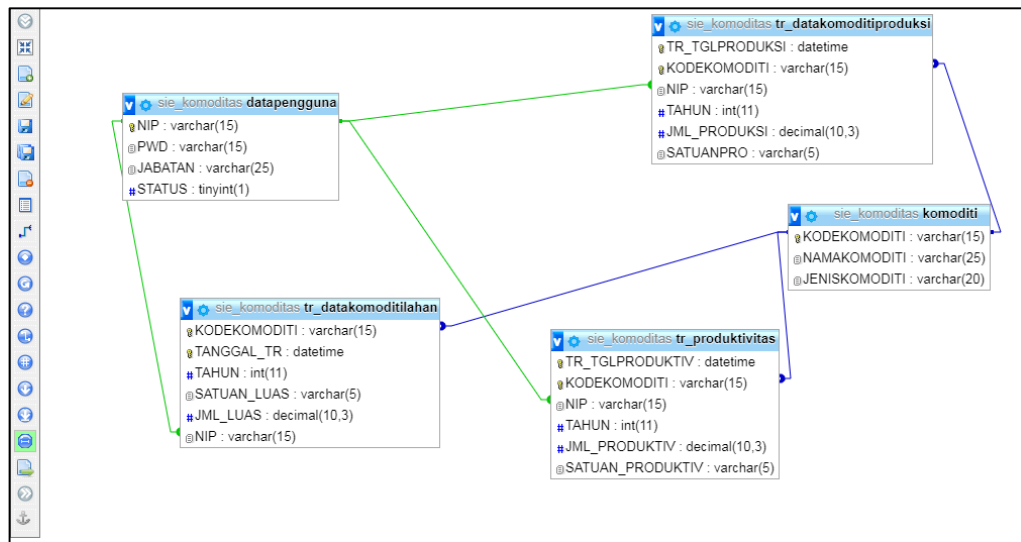 sie_komoditas tr_datakomoditiproduksi
TR_TGLPRODUKSI : datetime
KODEKOMODITI : varchar(15)
NIP : varchar(15)
# TAHUN : int(11)
# JML_PRODUKSI : decimal(10,3)
SATUANPRO : varchar(5)
sie_komoditas datapengguna
NIP : varchar(15)
PWD : varchar(15)
JABATAN : varchar(25)
# STATUS : tinyint(1)
sie_komoditas komoditi
KODEKOMODITI : varchar(15)
NAMAKOMODITI : varchar(25)
JENISKOMODITI : varchar(20)
sie_komoditas tr_datakomoditilahan
KODEKOMODITI : varchar(15)
TANGGAL_TR : datetime
# TAHUN : int(11)
SATUAN_LUAS : varchar(5)
# JML_LUAS : decimal(10,3)
NIP : varchar(15)
sie_komoditas tr_produktivitas
TR_TGLPRODUKTIV : datetime
KODEKOMODITI : varchar(15)
NIP : varchar(15)
# TAHUN : int(11)
# JML_PRODUKTIV : decimal(10,3)
SATUAN_PRODUKTIV : varchar(5)